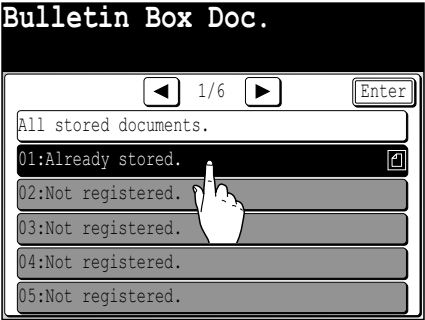 Bulletin Box Doc.
1/6
Enter
All stored documents.
01:Already stored.
02:Not registered.
03:Not registered.
04:Not registered.
05:Not registered.